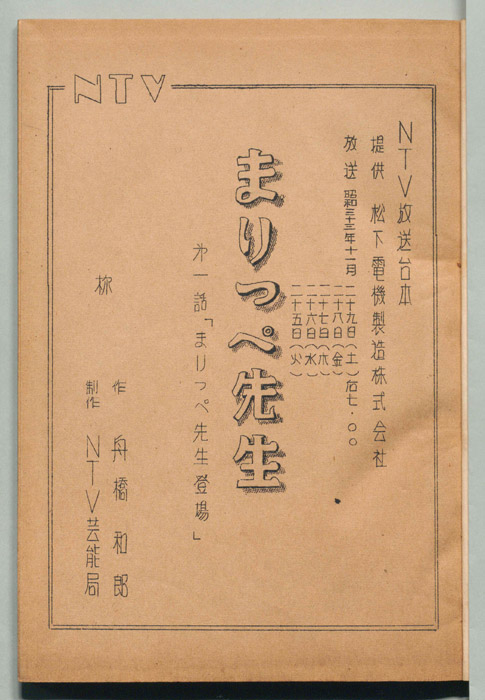 NTV
NTV放送台本
提供 松下電機製造株式会社
放送 昭和三十三年十一月
二十九日(土)后七・〇〇
二十八日(金)
二十七日(木)
二十六日(水)
二十五日(火)
まりっぺ先生
第一話「まりっぺ先生登場」
作 舟橋和郎
制作 NTV芸能局